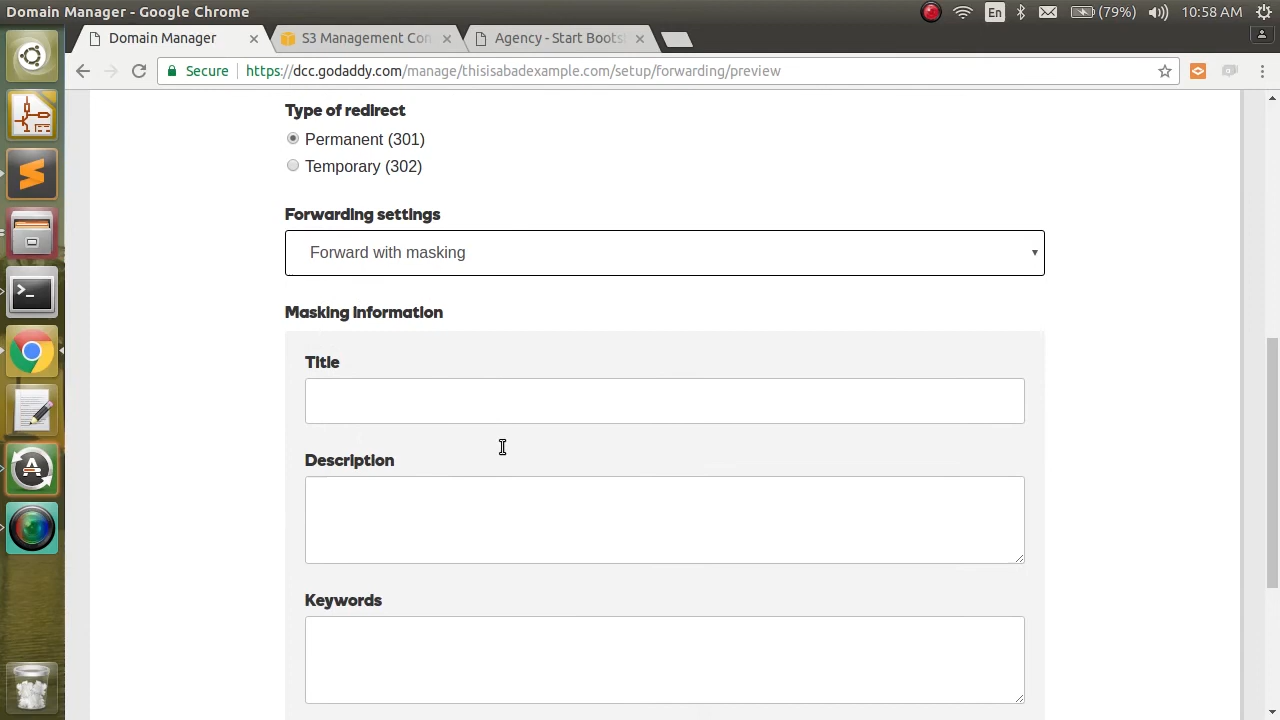 Domain Manager - Google Chrome
En
(79%)
10:58 AM
Domain Manager
S3 Management Con
Agency - Start Boots
Secure
https://dcc.godaddy.com/manage/thisisabadexample.com/setup/forwarding/preview
Type of redirect
Permanent (301)
Temporary (302)
Forwarding settings
Forward with masking
Masking information
Title
Description
Keywords